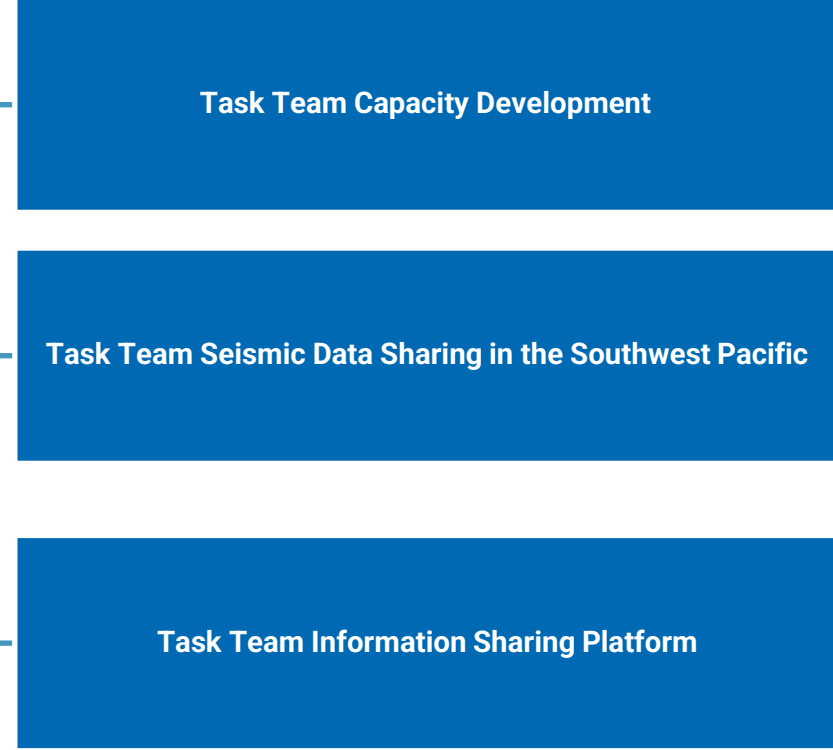 Task Team Capacity Development
Task Team Seismic Data Sharing in the Southwest Pacific
Task Team Information Sharing Platform